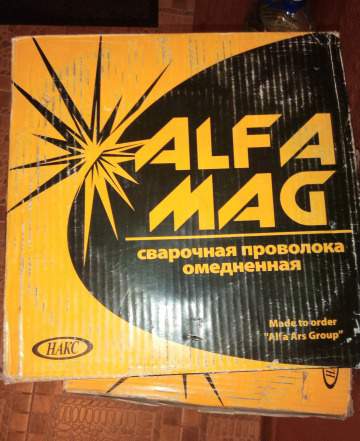 ALFA
MAG
сварочная проволока
омедненная
Made to order
"Alfa Ars Group"
НАКС